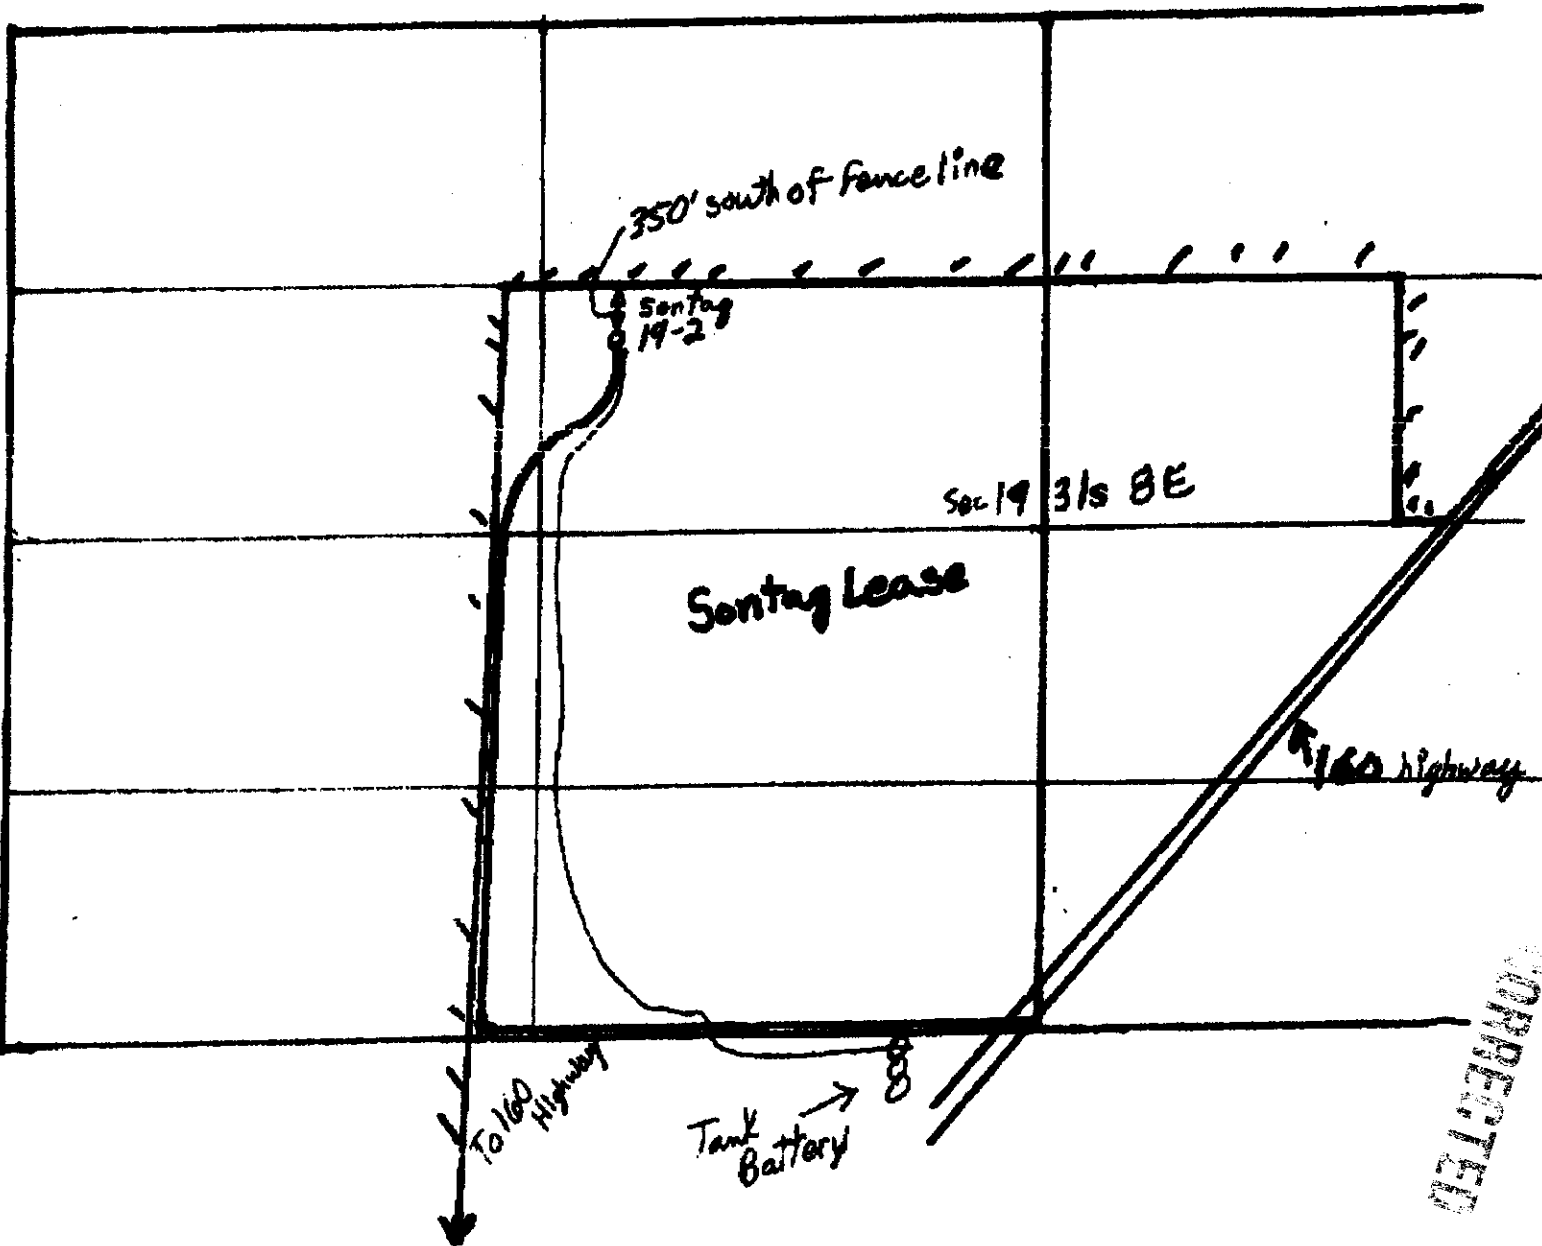 350' south of fence line
Sontag
19-2
Sec 19 31s 8E
Sontag Lease
160 highway
To 160
Highway
Tank
Battery
CORRECTED